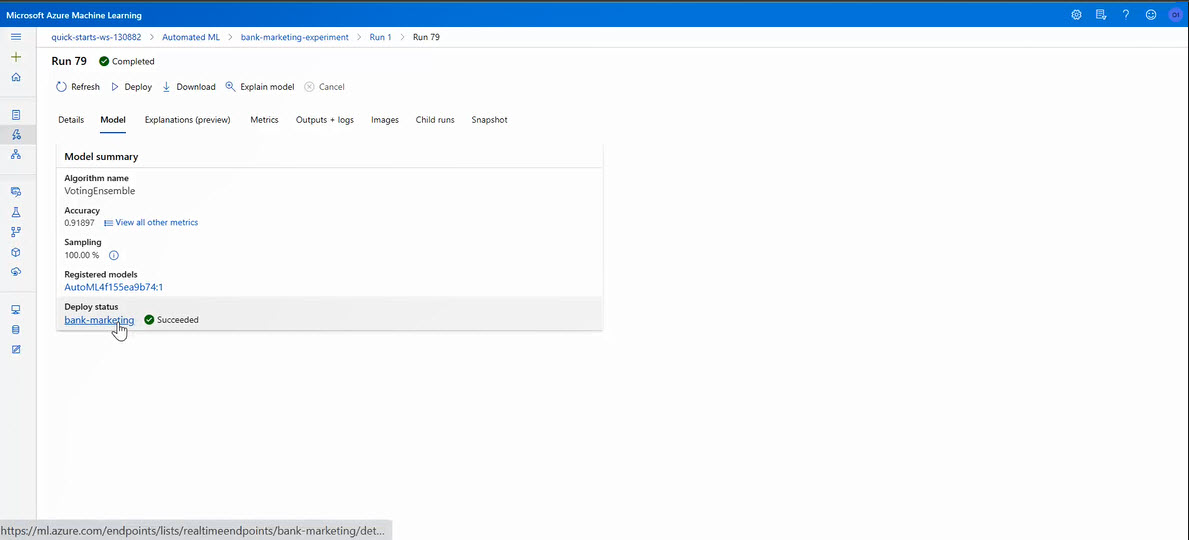 Microsoft Azure Machine Learning
?
DI
quick-starts-ws-130882 > Automated ML > bank-marketing-experiment > Run 1 > Run 79
Run 79 Completed
Refresh Deploy Download Explain model Cancel
Details Model Explanations (preview) Metrics Outputs + logs Images Child runs Snapshot
Model summary
Algorithm name
VotingEnsemble
Accuracy
0.91897 View all other metrics
Sampling
100.00 %
Registered models
AutoML4f155ea9b74:1
Deploy status
bank-marketing Succeeded
https://ml.azure.com/endpoints/lists/realtimeendpoints/bank-marketing/det...